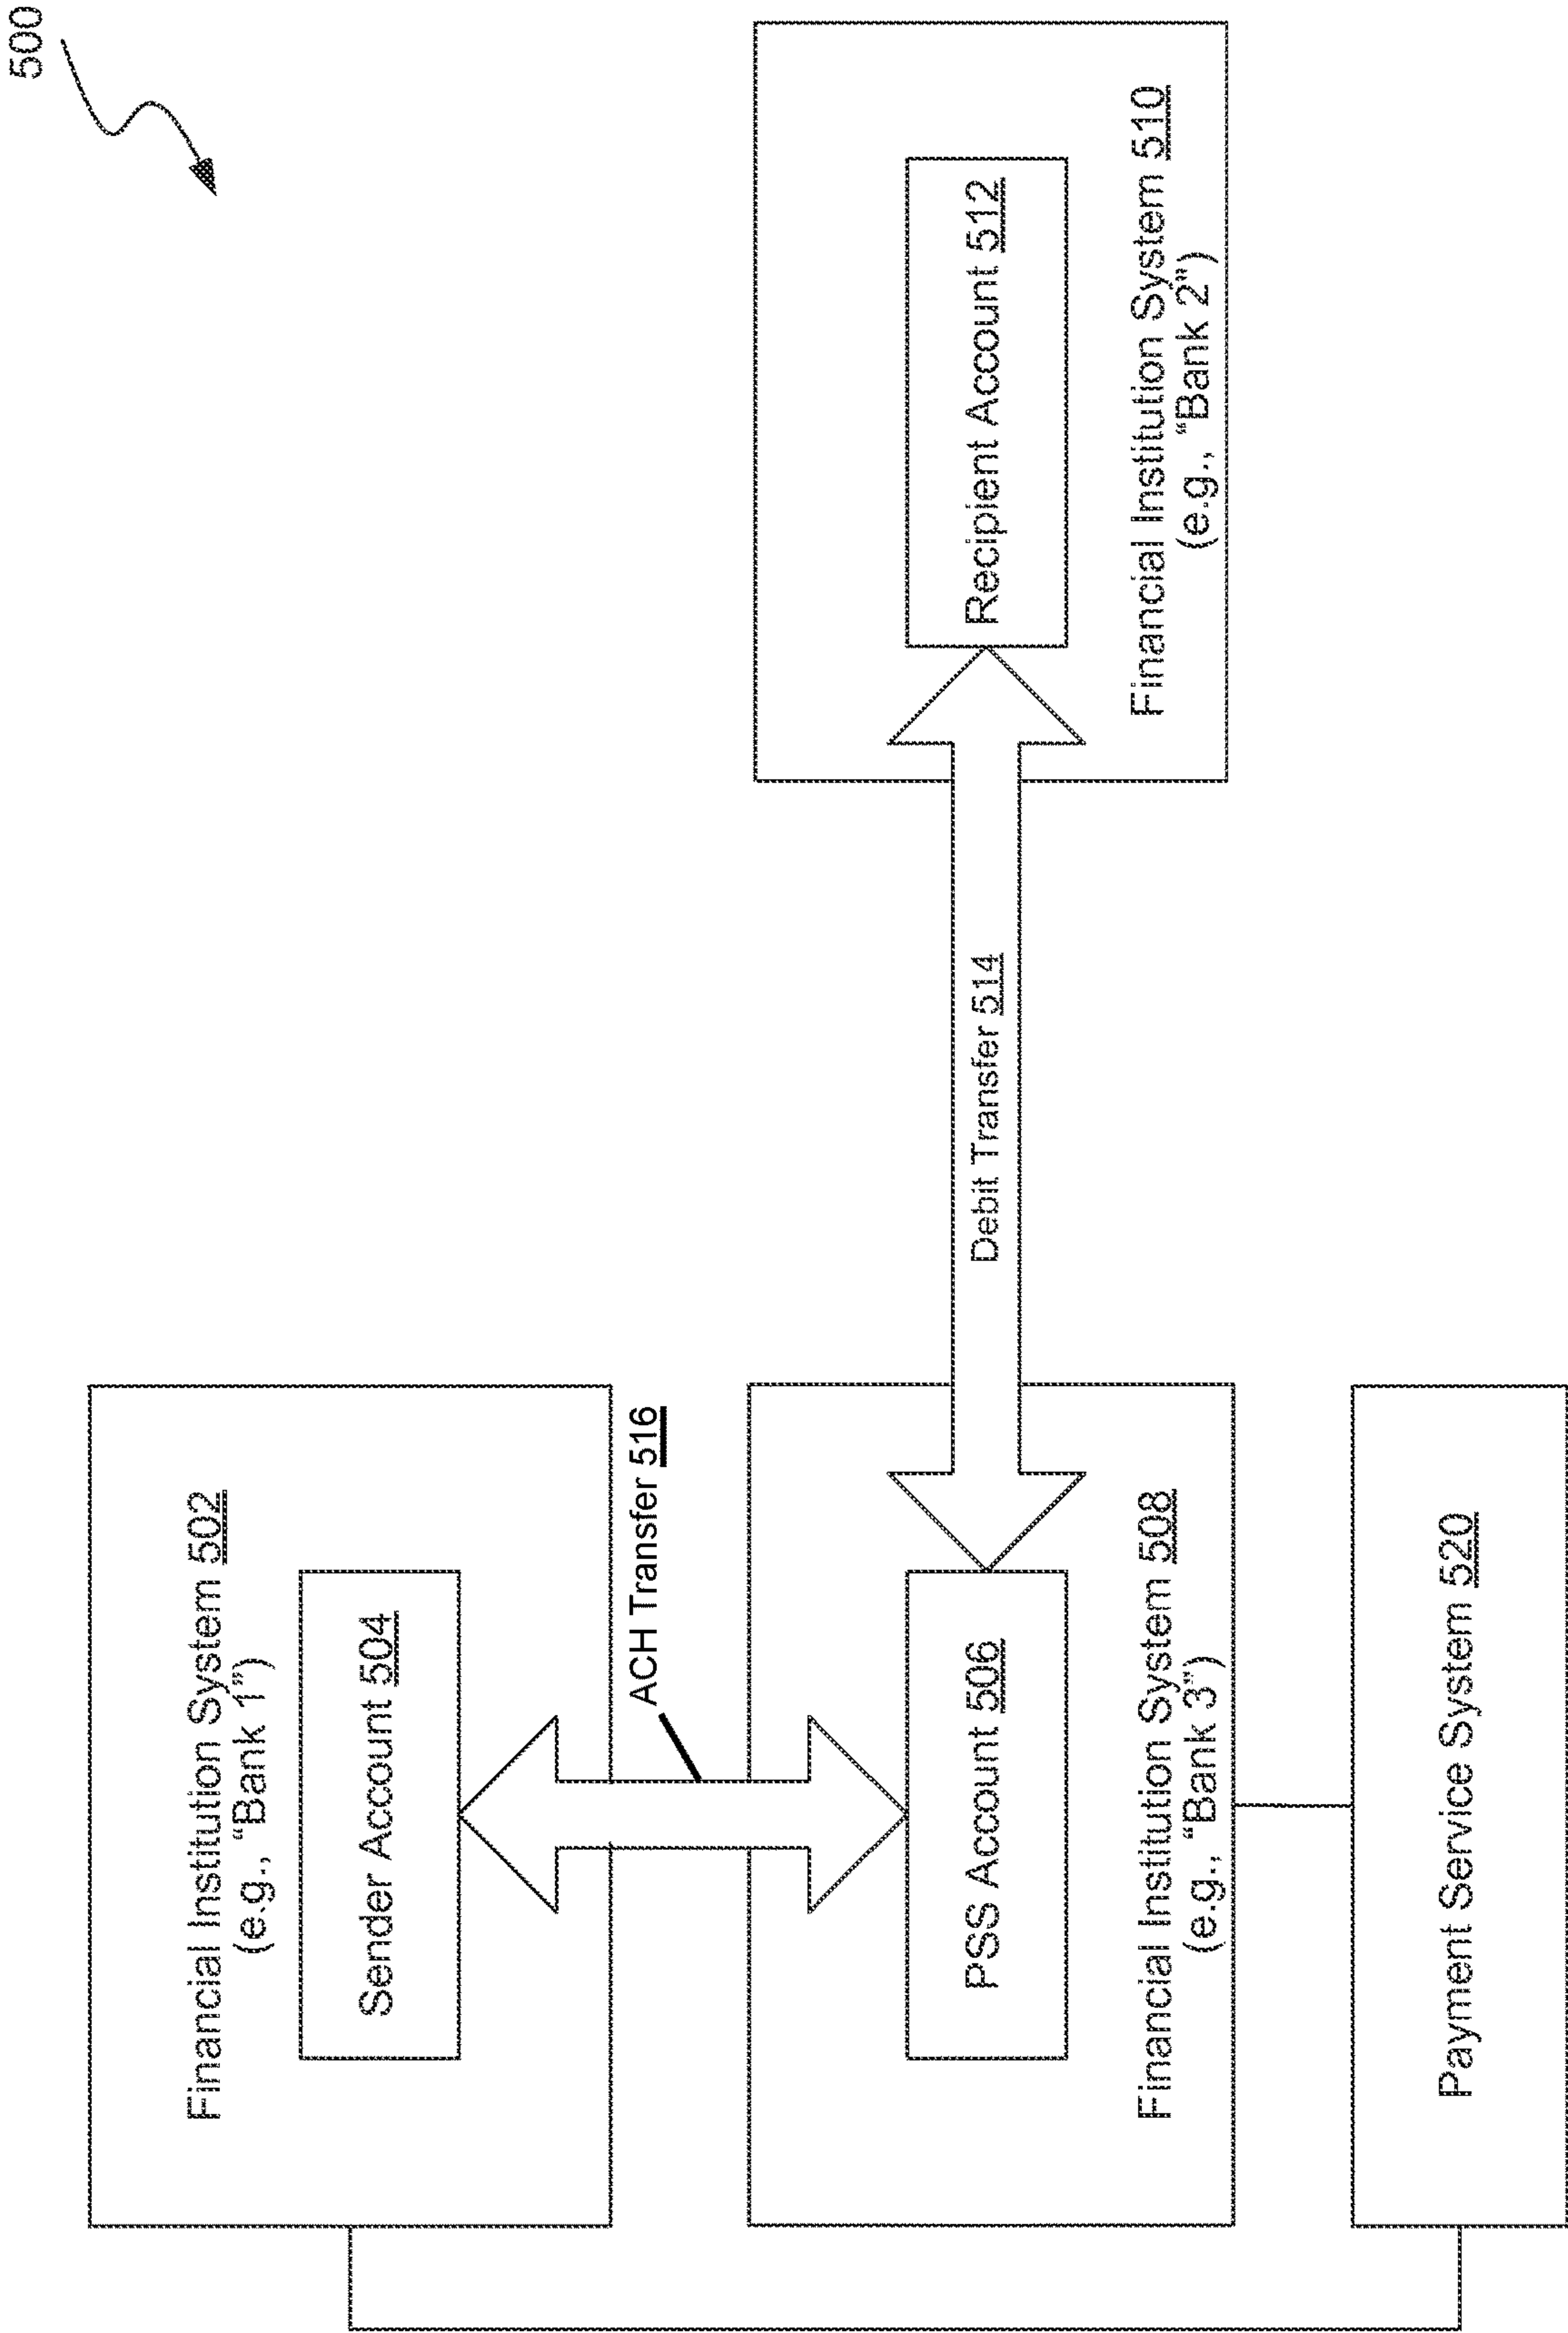 500
Financial Institution System 502
(e.g., “Bank 1”)
Sender Account 504
ACH Transfer 516
PSS Account 506
Financial Institution System 508
(e.g., “Bank 3”)
Debit Transfer 514
Recipient Account 512
Financial Institution System 510
(e.g., “Bank 2”)
Payment Service System 520